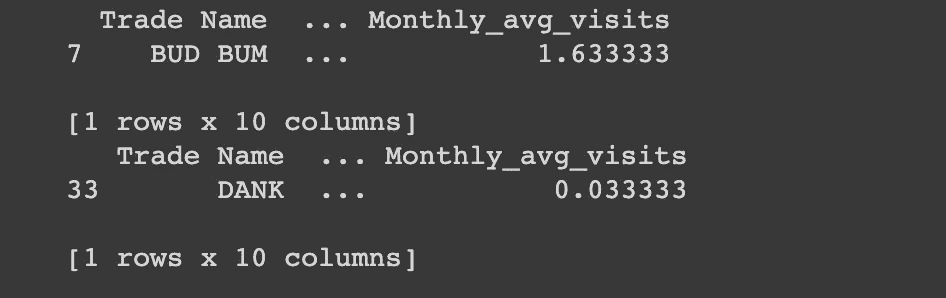 Trade Name ... Monthly_avg_visits
7 BUD BUM ... 1.633333
[1 rows x 10 columns]
Trade Name ... Monthly_avg_visits
33 DANK ... 0.033333
[1 rows x 10 columns]